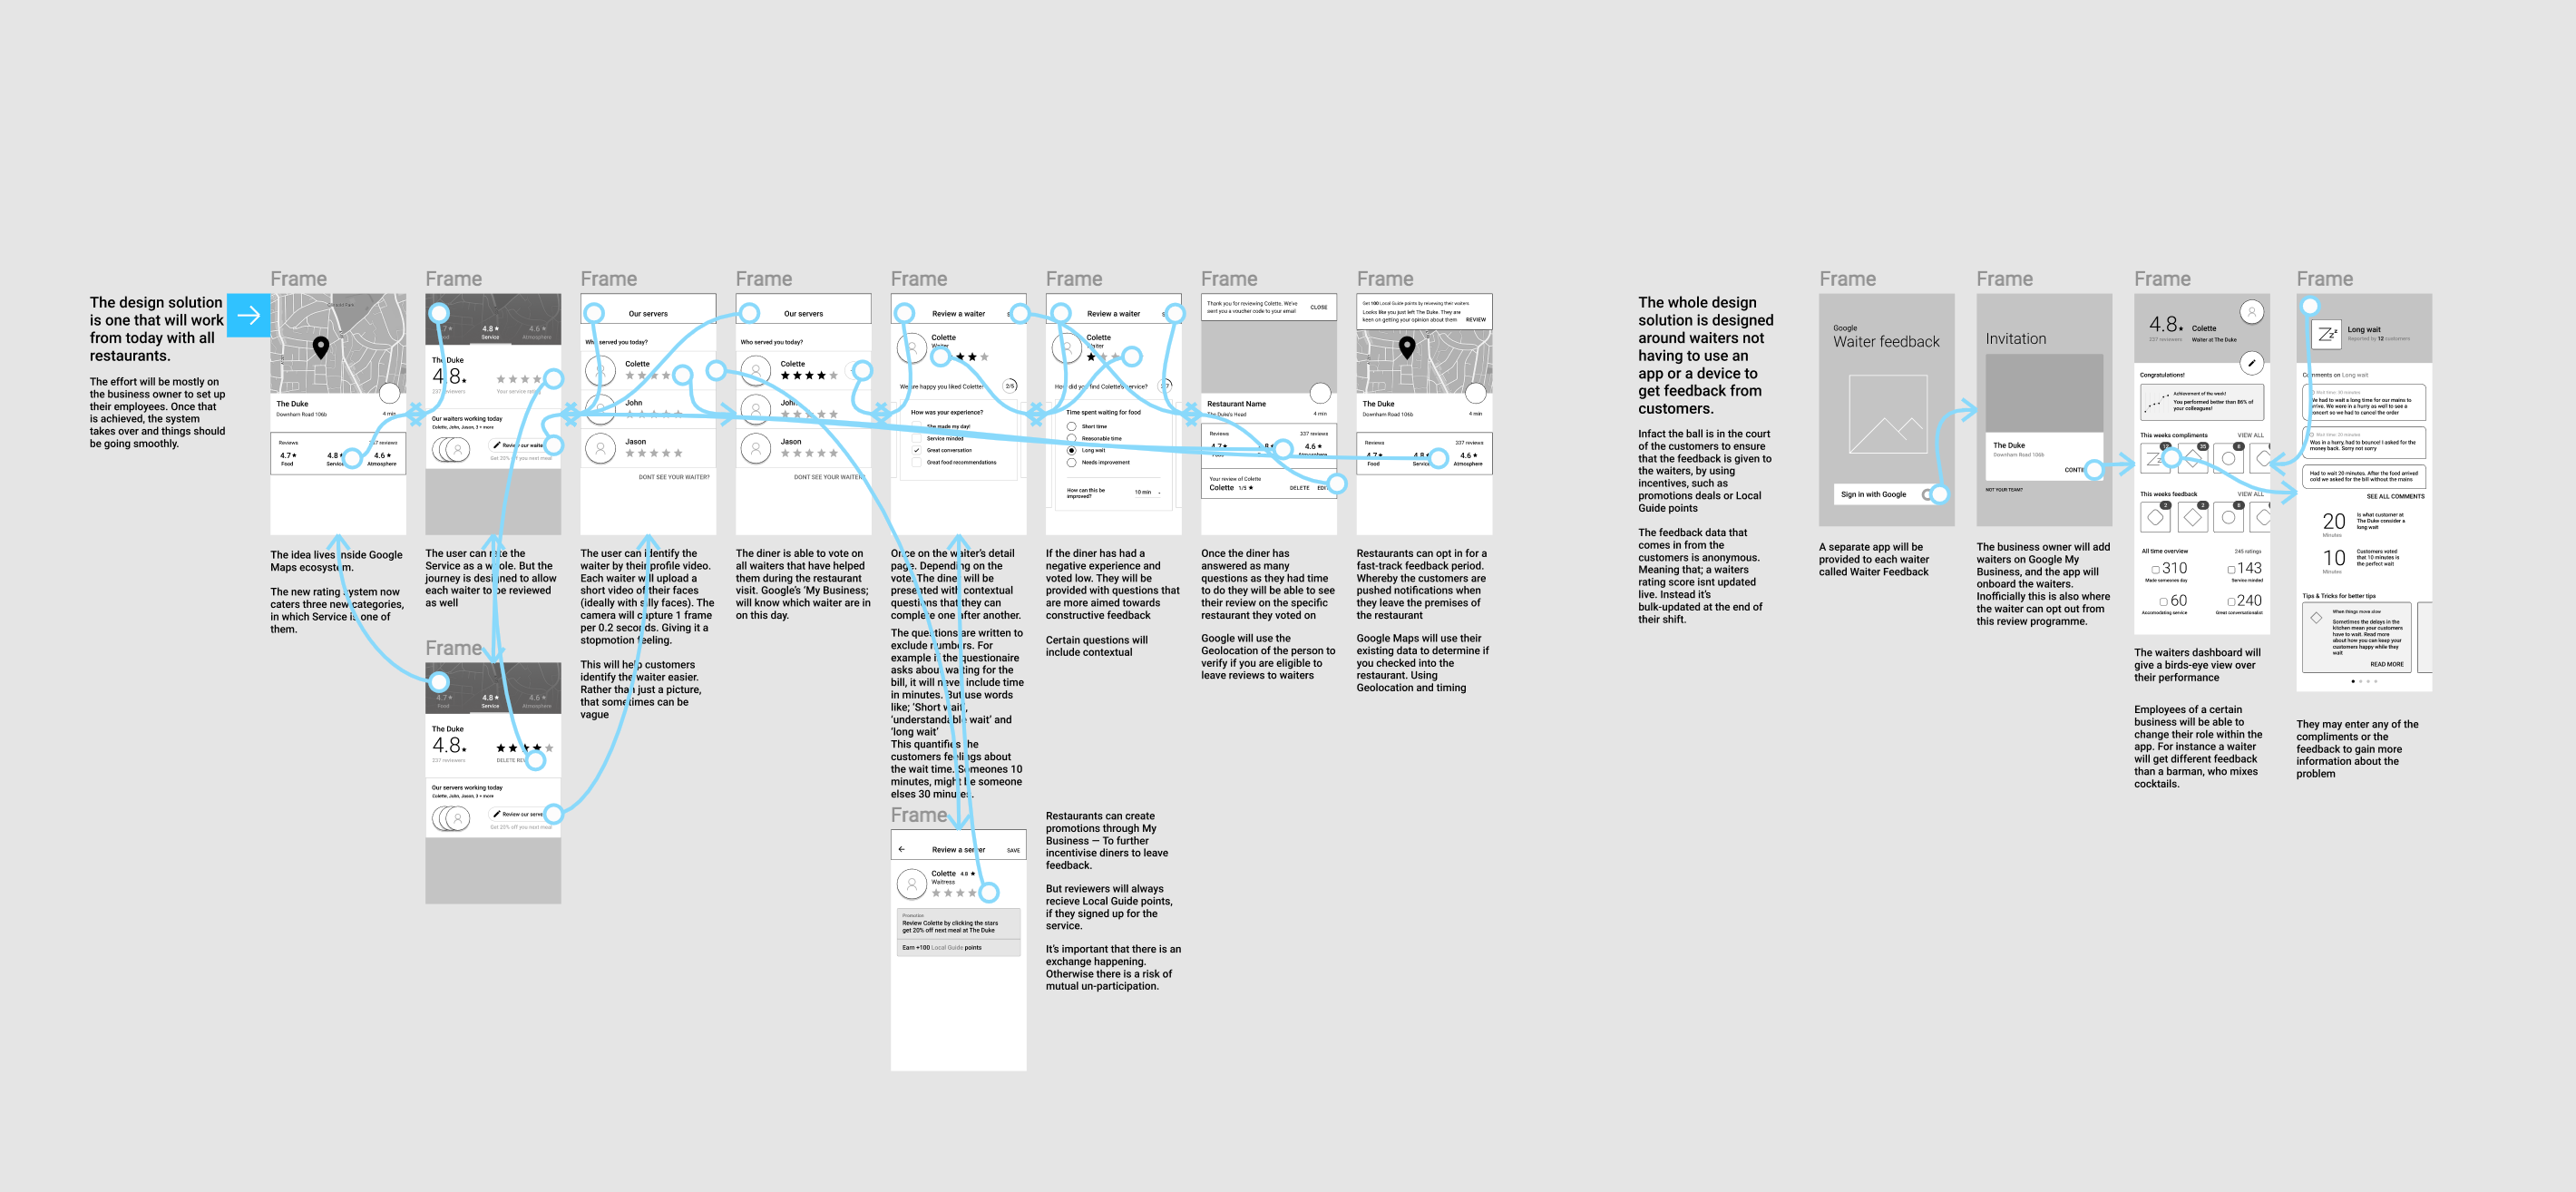 The design solution
is one that will work
from today with all
restaurants.
The effort will be mostly on
the business owner to set up
their employees. Once that
is achieved, the system
takes over and things should
be going smoothly.
Frame
The Duke
Downham Road 106b
4 min
Reviews
237 reviews
4.7 ★
4.8
4.6 ★
Food
Service
Atmosphere
The idea lives inside Google
Maps ecosystem.
The new rating system now
caters three new categories,
in which Service is one of
them.
Frame
4.8 ★
4.6 ★
Service
Atmosphere
The Duke
4.8★
237 reviewers
Your service rating
Our waiters working today
Colette, John, Jason, 3 + more
Review our waiters
Get 20% off you next meal
The user can rate the
Service as a whole. But the
journey is designed to allow
each waiter to be reviewed
as well
Frame
4.7 ★
4.8 ★
4.6 ★
Food
Service
Atmosphere
The Duke
4.8★
237 reviewers
DELETE
Our servers working today
Colette, John, Jason, 3 + more
Review our serve
Get 20% off you next meal
Frame
Our servers
Who served you today?
Colette
John
Jason
DONT SEE YOUR WAITER?
The user can identify the
waiter by their profile video.
Each waiter will upload a
short video of their faces
(ideally with silly faces). The
camera will capture 1 frame
per 0.2 seconds. Giving it a
stopmotion feeling.
This will help customers
identify the waiter easier.
Rather than just a picture,
that sometimes can be
vague
Frame
Our servers
Who served you today?
Colette
John
Jason
DONT SEE YOUR WAITER?
The diner is able to vote on
all waiters that have helped
them during the restaurant
visit. Google's 'My Business;
will know which waiter are in
on this day.
Frame
Review a waiter
Colette
Waiter
We are happy you liked Colette
2/5
How was your experience?
She made my day!
Service minded
Great conversation
Great food recommendations
Once on the waiter's detail
page. Depending on the
vote. The diner will be
presented with contextual
questions that they can
complete one after another.
The questions are written to
exclude numbers. For
example if the questionaire
asks about waiting for the
bill, it will never include time
in minutes. But use words
like; 'Short wait',
'understandable wait' and
'long wait'
This quantifies the
customers feelings about
the wait time. Someones 10
minutes, might be someone
elses 30 minutes.
Frame
Review a server
SAVE
Colette 4.8 ★
Waitress
Promotion
Review Colette by clicking the stars
get 20% off next meal at The Duke
Earn +100 Local Guide points
Frame
Review a waiter
Colette
Waiter
How did you find Colette's service?
Time spent waiting for food
Short time
Reasonable time
Long wait
Needs improvement
How can this be
improved?
10 min
If the diner has had a
negative experience and
voted low. They will be
provided with questions that
are more aimed towards
constructive feedback
Certain questions will
include contextual
Restaurants can create
promotions through My
Business — To further
incentivise diners to leave
feedback.
But reviewers will always
recieve Local Guide points,
if they signed up for the
service.
It's important that there is an
exchange happening.
Otherwise there is a risk of
mutual un-participation.
Frame
Thank you for reviewing Colette, We've
sent you a voucher code to your email
CLOSE
Restaurant Name
The Duke's Road
4 min
Reviews
337 reviews
4.7 ★
4.6 ★
Food
Atmosphere
Your review of Colette
Colette 1/5 ★
DELETE
EDIT
Once the diner has
answered as many
questions as they had time
to do they will be able to see
their review on the specific
restaurant they voted on
Google will use the
Geolocation of the person to
verify if you are eligible to
leave reviews to waiters
Frame
Get 100 Local Guide points by reviewing their waiters
Looks like you just left The Duke. They are
keen on getting your opinion about them
REVIEW
The Duke
Downham Road 106b
4 min
Reviews
337 reviews
4.7 ★
4.8
4.6 ★
Food
Service
Atmosphere
Restaurants can opt in for a
fast-track feedback period.
Whereby the customers are
pushed notifications when
they leave the premises of
the restaurant
Google Maps will use their
existing data to determine if
you checked into the
restaurant. Using
Geolocation and timing
The whole design
solution is designed
around waiters not
having to use an
app or a device to
get feedback from
customers.
Infact the ball is in the court
of the customers to ensure
that the feedback is given to
the waiters, by using
incentives, such as
promotions deals or Local
Guide points
The feedback data that
comes in from the
customers is anonymous.
Meaning that; a waiters
rating score isnt updated
live. Instead it's
bulk-updated at the end of
their shift.
Frame
Google
Waiter feedback
Sign in with Google
A separate app will be
provided to each waiter
called Waiter Feedback
Frame
Invitation
The Duke
Downham Road 106b
CONTI
NOT YOUR TEAM?
The business owner will add
waiters on Google My
Business, and the app will
onboard the waiters.
Inofficially this is also where
the waiter can opt out from
this review programme.
Frame
4.8★
237 reviewers
Colette
Waiter at The Duke
Congratulations!
Achievement of the week!
You performed better than 86% of
your colleagues!
This weeks compliments
VIEW ALL
This weeks feedback
VIEW ALL
All time overview
245 ratings
310
Made someones day
143
Service minded
60
Accomodating service
240
Great conversationalist
The waiters dashboard will
give a birds-eye view over
their performance
Employees of a certain
business will be able to
change their role within the
app. For instance a waiter
will get different feedback
than a barman, who mixes
cocktails.
Frame
Long wait
Reported by 12 customers
Comments on Long wait
We had to wait a long time for our mains to
arrive. We were in a hurry as well to see a
concert so we had to cancel the order
Was in a hurry, had to bounce! I asked for the
money back. Sorry not sorry
Had to wait 20 minutes. After the food arrived
cold we asked for the bill without the mains
SEE ALL COMMENTS
20
Minutes
Is what customer at
The Duke consider a
long wait
10
Minutes
Customers voted
that 10 minutes is
the perfect wait
Tips & Tricks for better tips
When things move slow
Sometimes the delays in the
kitchen mean your customers
have to wait. Read more
about how you can keep your
customers happy while they
wait
READ MORE
They may enter any of the
compliments or the
feedback to gain more
information about the
problem